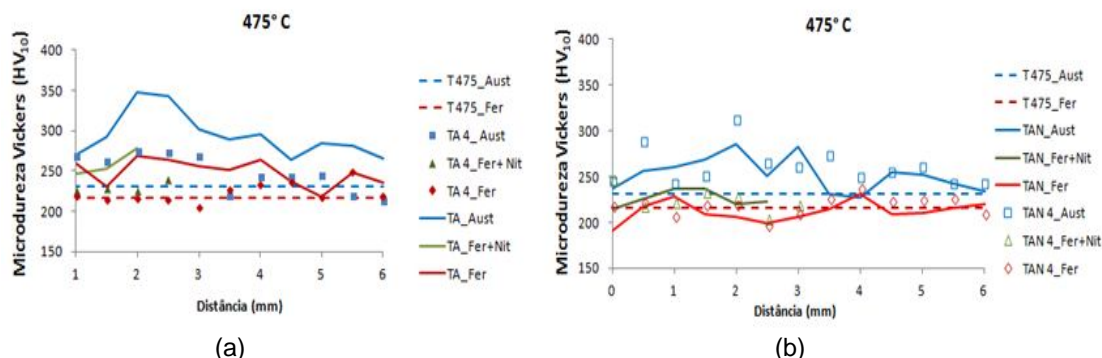 475° C
Microdureza Vickers (HV₁₀)
400
350
300
250
200
150
1
2
3
4
5
6
Distância (mm)
T475_Aust
T475_Fer
TA 4_Aust
TA 4_Fer+ Nit
TA 4_Fer
TA_Aust
TA_Fer+Nit
TA_Fer
(a)
475° C
Microdureza Vickers (HV₁₀)
400
350
300
250
200
150
0
1
2
3
4
5
6
Distância (mm)
T475_Aust
T475_Fer
TAN_Aust
TAN_Fer+Nit
TAN_Fer
TAN 4_Aust
TAN 4_Fer+Nit
TAN 4_Fer
(b)